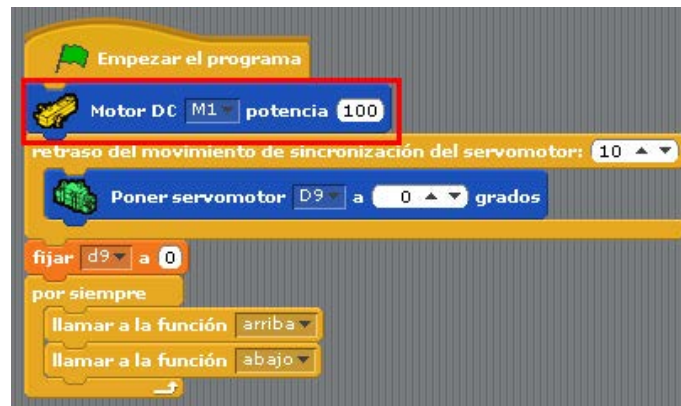 Empezar el programa
Motor DC M1 potencia 100
retraso del movimiento de sincronización del servomotor: 10
Poner servomotor D9 a 0 grados
fijar d9 a 0
por siempre
llamar a la función arriba
llamar a la función abajo